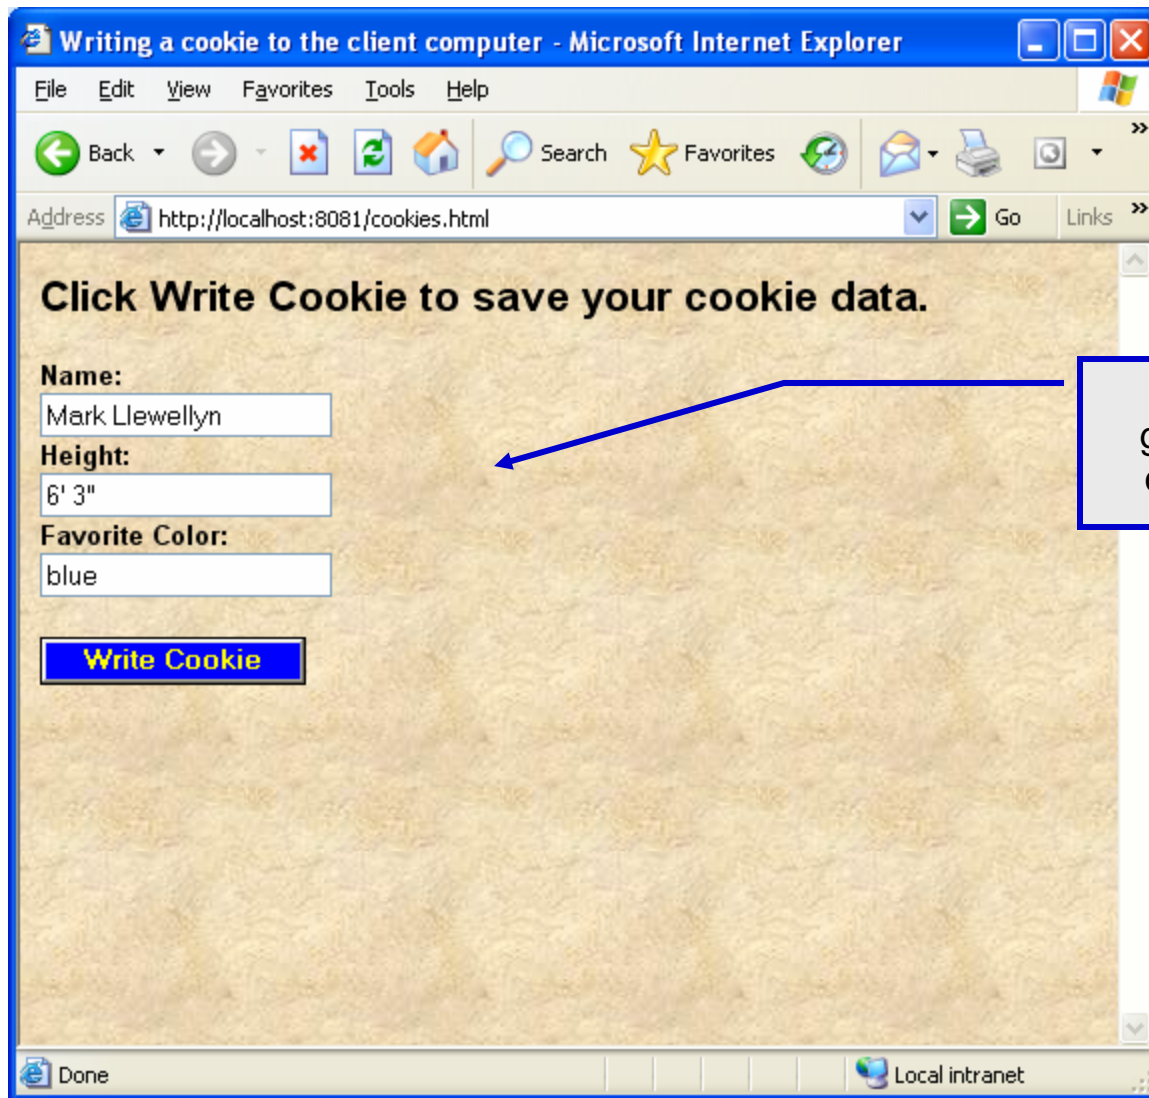 Writing a cookie to the client computer - Microsoft Internet Explorer
File Edit View Favorites Tools Help
Back Search Favorites »
Address http://localhost:8081/cookies.html Go Links »
Click Write Cookie to save your cookie data.
Name:
Mark Llewellyn
Height:
6' 3"
Favorite Color:
blue
Write Cookie
Done Local intranet